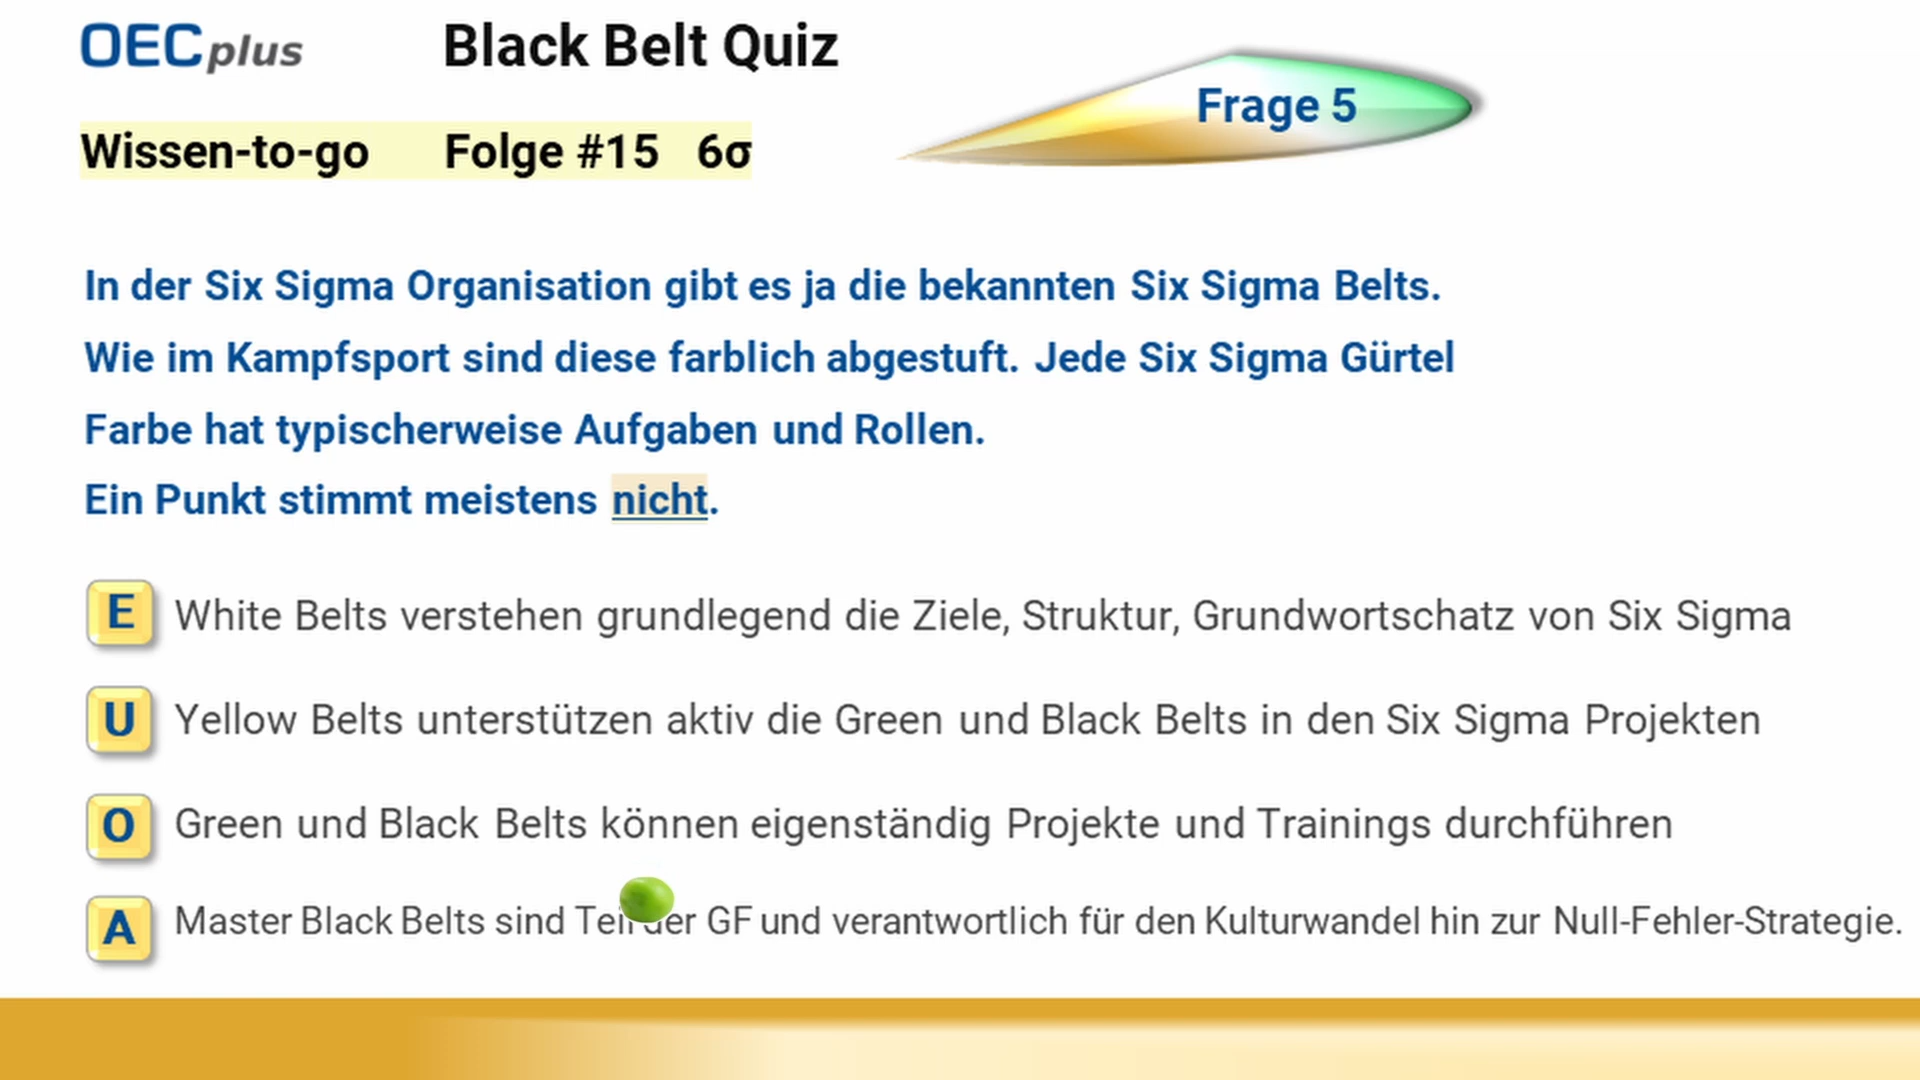 OECplus
Black Belt Quiz
Wissen-to-go Folge #15 6σ
Frage 5
In der Six Sigma Organisation gibt es ja die bekannten Six Sigma Belts.
Wie im Kampfsport sind diese farblich abgestuft. Jede Six Sigma Gürtel
Farbe hat typischerweise Aufgaben und Rollen.
Ein Punkt stimmt meistens nicht.
E White Belts verstehen grundlegend die Ziele, Struktur, Grundwortschatz von Six Sigma
U Yellow Belts unterstützen aktiv die Green und Black Belts in den Six Sigma Projekten
O Green und Black Belts können eigenständig Projekte und Trainings durchführen
A Master Black Belts sind Teil der GF und verantwortlich für den Kulturwandel hin zur Null-Fehler-Strategie.